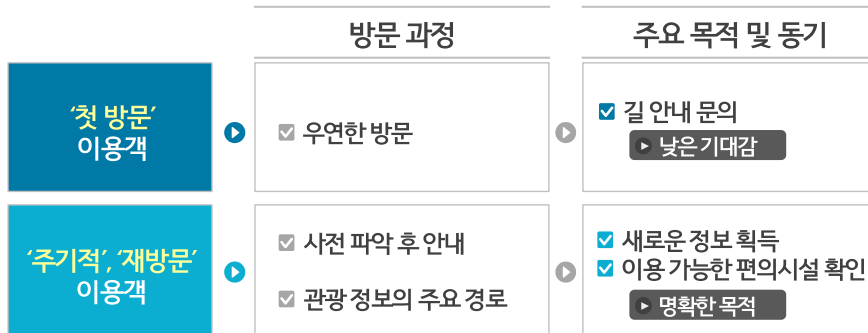 방문 과정
주요 목적 및 동기
‘첫 방문’
이용객
우연한 방문
길 안내 문의
낮은 기대감
‘주기적’, ‘재방문’
이용객
사전 파악 후 안내
관광 정보의 주요 경로
새로운 정보 획득
이용 가능한 편의시설 확인
명확한 목적